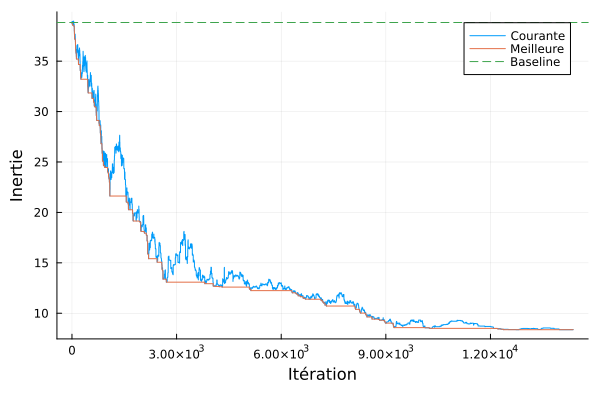 Courante
Meilleure
Baseline
Inertie
35
30
25
20
15
10
0
3.00×10³
6.00×10³
9.00×10³
1.20×10⁴
Itération